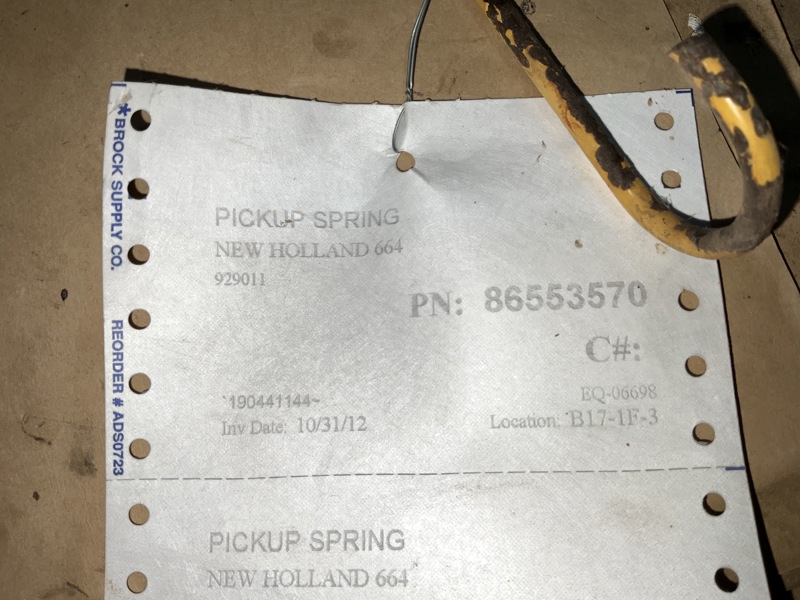 * BROCK SUPPLY CO.
REORDER # ADS0723
PICKUP SPRING
NEW HOLLAND 664
929011
PN: 86553570
C#:
EQ-06698
`190441144~
Inv Date: 10/31/12
Location: B17-1F-3
PICKUP SPRING
NEW HOLLAND 664